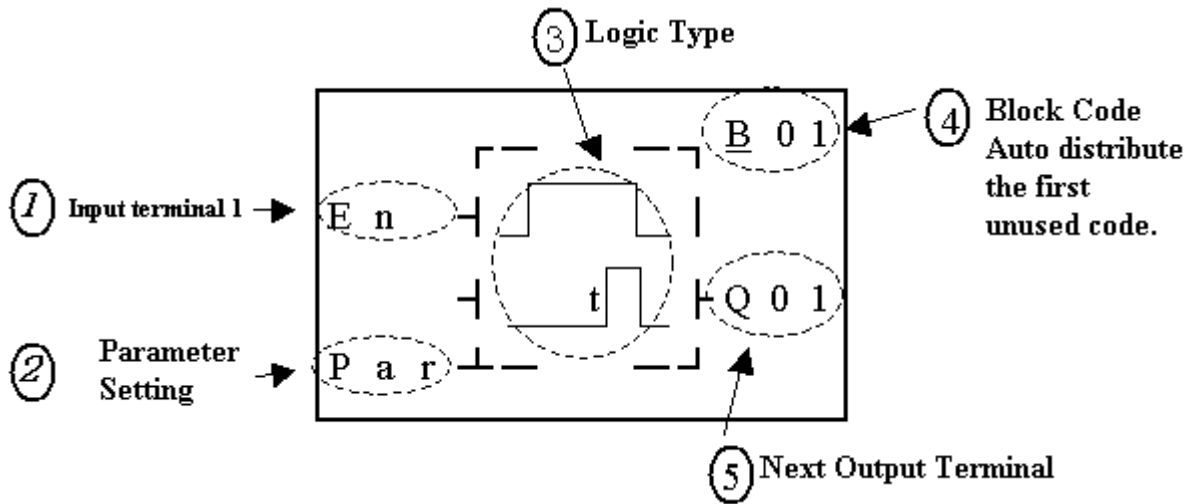 ③ Logic Type
B 0 1
④ Block Code
Auto distribute
the first
unused code.
① Input terminal 1
E n
t
Q 0 1
② Parameter
Setting
P a r
⑤ Next Output Terminal